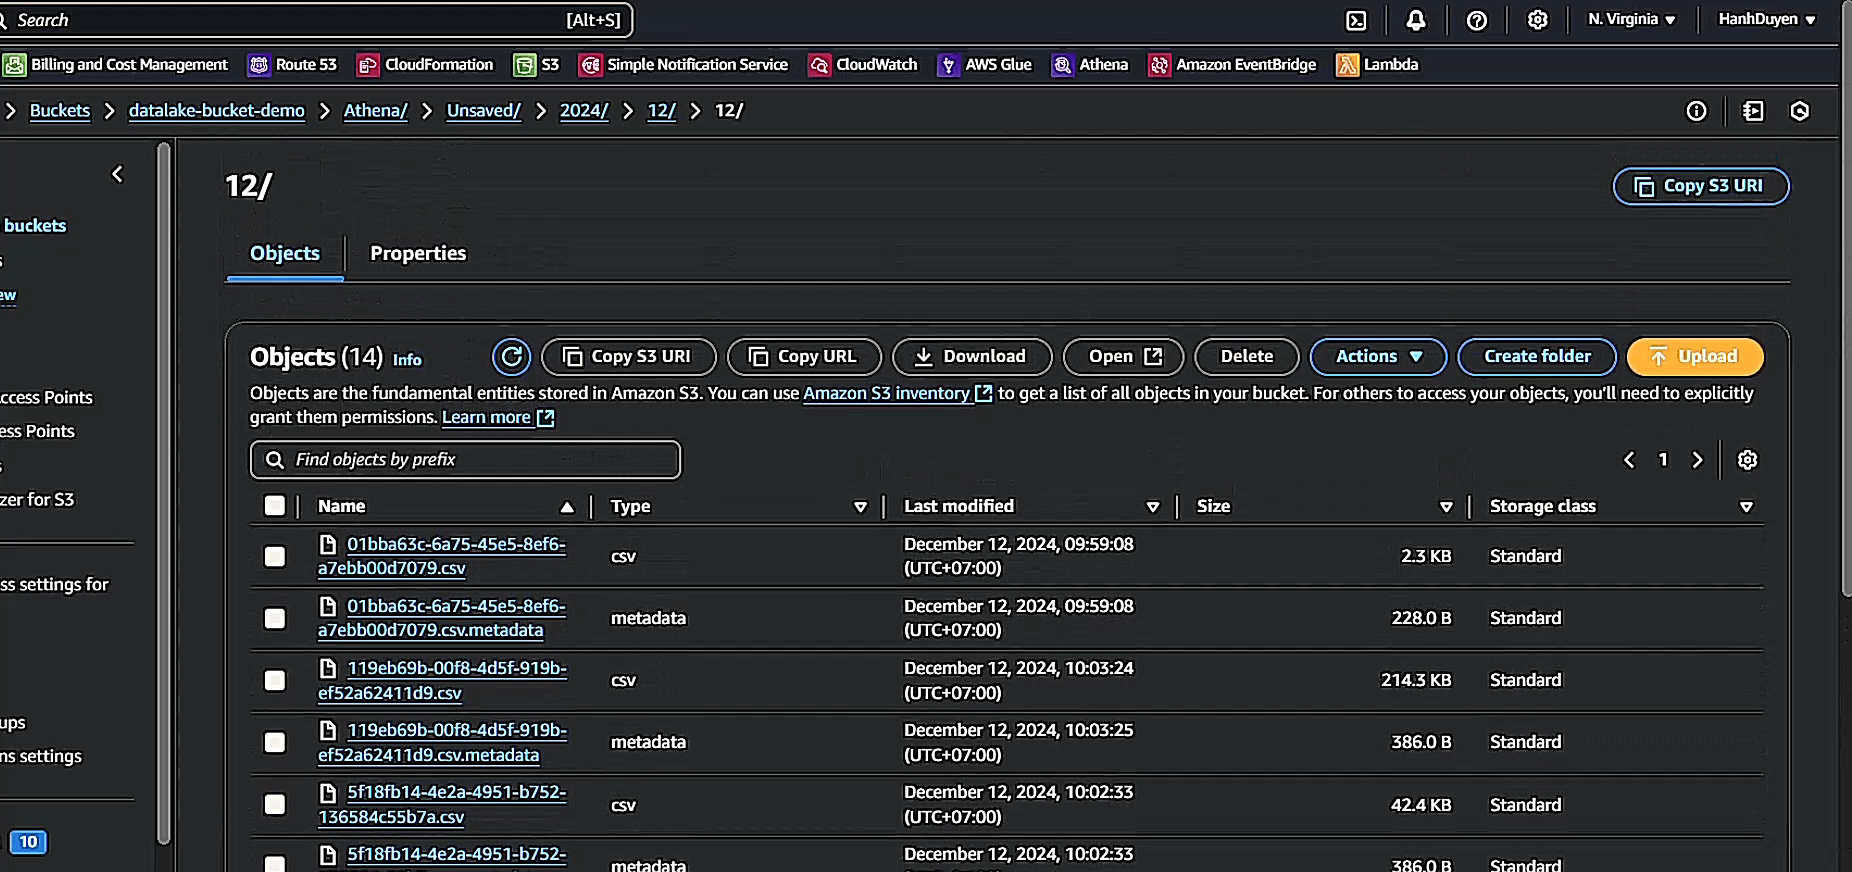 Search [Alt+S] N. Virginia HanhDuyen
Billing and Cost Management Route 53 CloudFormation S3 Simple Notification Service CloudWatch AWS Glue Athena Amazon EventBridge Lambda
Buckets datalake-bucket-demo Athena/ Unsaved/ 2024/ 12/ 12/
12/
Copy S3 URI
buckets
s
ew
ccess Points
ess Points
s
zer for S3
ss settings for
ups
ns settings
10
Objects Properties
Objects (14) Info Copy S3 URI Copy URL Download Open Delete Actions Create folder Upload
Objects are the fundamental entities stored in Amazon S3. You can use Amazon S3 inventory to get a list of all objects in your bucket. For others to access your objects, you'll need to explicitly
grant them permissions. Learn more
Find objects by prefix 1
Name Type Last modified Size Storage class
01bba63c-6a75-45e5-8ef6- December 12, 2024, 09:59:08
csv 2.3 KB Standard
a7ebb00d7079.csv (UTC+07:00)
01bba63c-6a75-45e5-8ef6- December 12, 2024, 09:59:08
metadata 228.0 B Standard
a7ebb00d7079.csv.metadata (UTC+07:00)
119eb69b-00f8-4d5f-919b- December 12, 2024, 10:03:24
csv 214.3 KB Standard
ef52a62411d9.csv (UTC+07:00)
119eb69b-00f8-4d5f-919b- December 12, 2024, 10:03:25
metadata 386.0 B Standard
ef52a62411d9.csv.metadata (UTC+07:00)
5f18fb14-4e2a-4951-b752- December 12, 2024, 10:02:33
csv 42.4 KB Standard
136584c55b7a.csv (UTC+07:00)
5f18fb14-4e2a-4951-b752- December 12, 2024, 10:02:33
metadata 386.0 B Standard